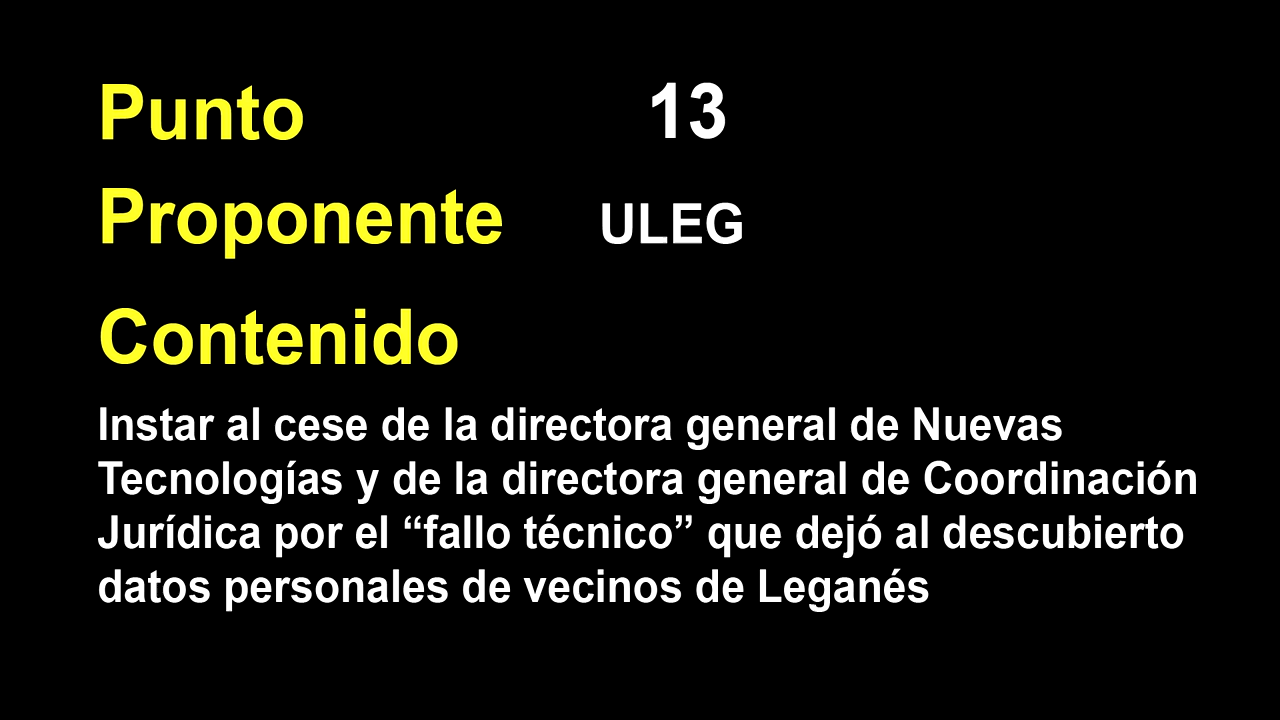 Punto 13
Proponente ULEG
Contenido
Instar al cese de la directora general de Nuevas
Tecnologías y de la directora general de Coordinación
Jurídica por el “fallo técnico” que dejó al descubierto
datos personales de vecinos de Leganés